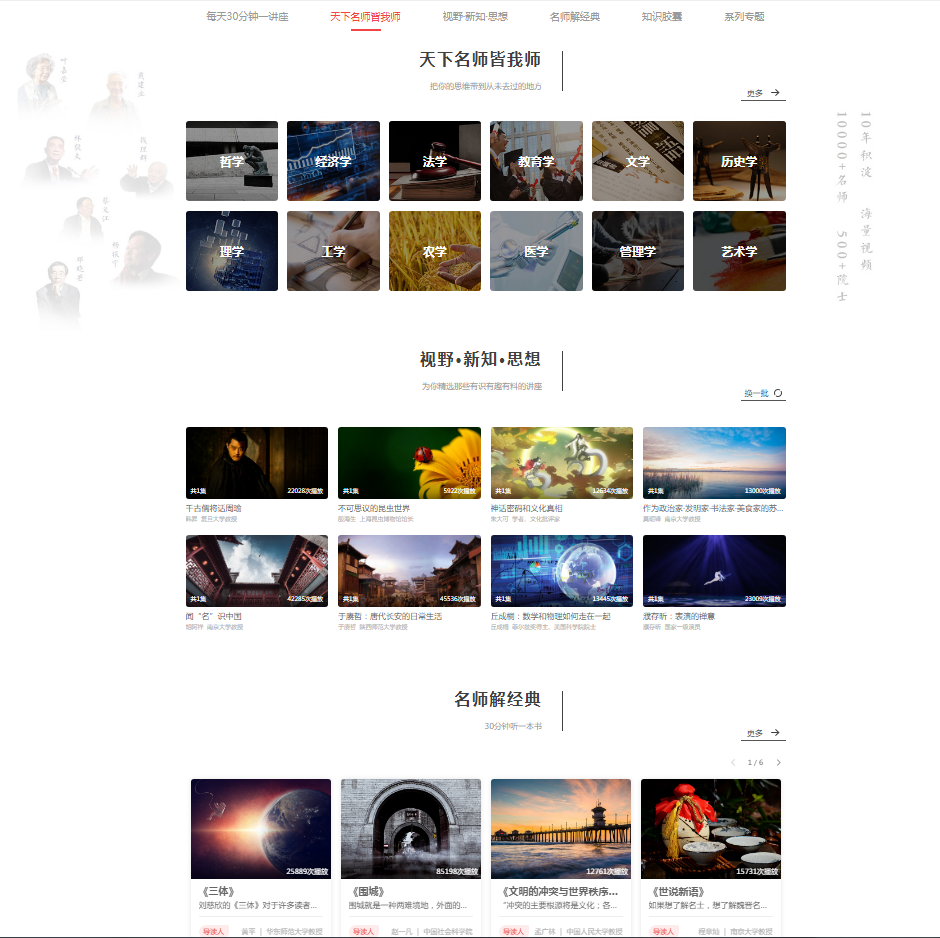 每天30分钟一讲座
天下名师皆我师
视野·新知·思想
名师解经典
知识胶囊
系列专题
天下名师皆我师
把你的思维带到从未去过的地方
更多
叶嘉莹
林毅夫
钱理群
杨振宁
10年积淀 海量视频
10000+名师 500+院士
哲学
经济学
法学
教育学
文学
历史学
理学
工学
农学
医学
管理学
艺术学
视野•新知•思想
为你精选那些有识有趣有料的讲座
换一批
共1集 22028次播放
共1集 5922次播放
共1集 12634次播放
共1集 13000次播放
千古儒将话周瑜
不可思议的昆虫世界
神话密码和文化真相
作为政治家·发明家·书法家·美食家的苏...
韩昇 复旦大学教授
殷海生 上海昆虫博物馆馆长
朱大可 学者、文化批评家
莫砺锋 南京大学教授
共1集 42285次播放
共1集 45536次播放
共1集 13445次播放
共1集 23009次播放
闻“名”识中国
于赓哲：唐代长安的日常生活
丘成桐：数学和物理如何走在一起
濮存昕：表演的禅意
胡阿祥 南京大学教授
于赓哲 陕西师范大学教授
丘成桐 菲尔兹奖得主、美国科学院院士
濮存昕 国家一级演员
名师解经典
30分钟听一本书
更多
1 / 6
25889次播放
85198次播放
12761次播放
15731次播放
《三体》
《围城》
《文明的冲突与世界秩序...
《世说新语》
刘慈欣的《三体》对于许多读者...
围城就是一种两难境地，外面的...
“冲突的主要根源将是文化；各...
如果想了解名士，想了解魏晋名...
导读人 黄平 | 华东师范大学教授
导读人 赵一凡 | 中国社会科学院
导读人 孟广林 | 中国人民大学教授
导读人 程章灿 | 南京大学教授